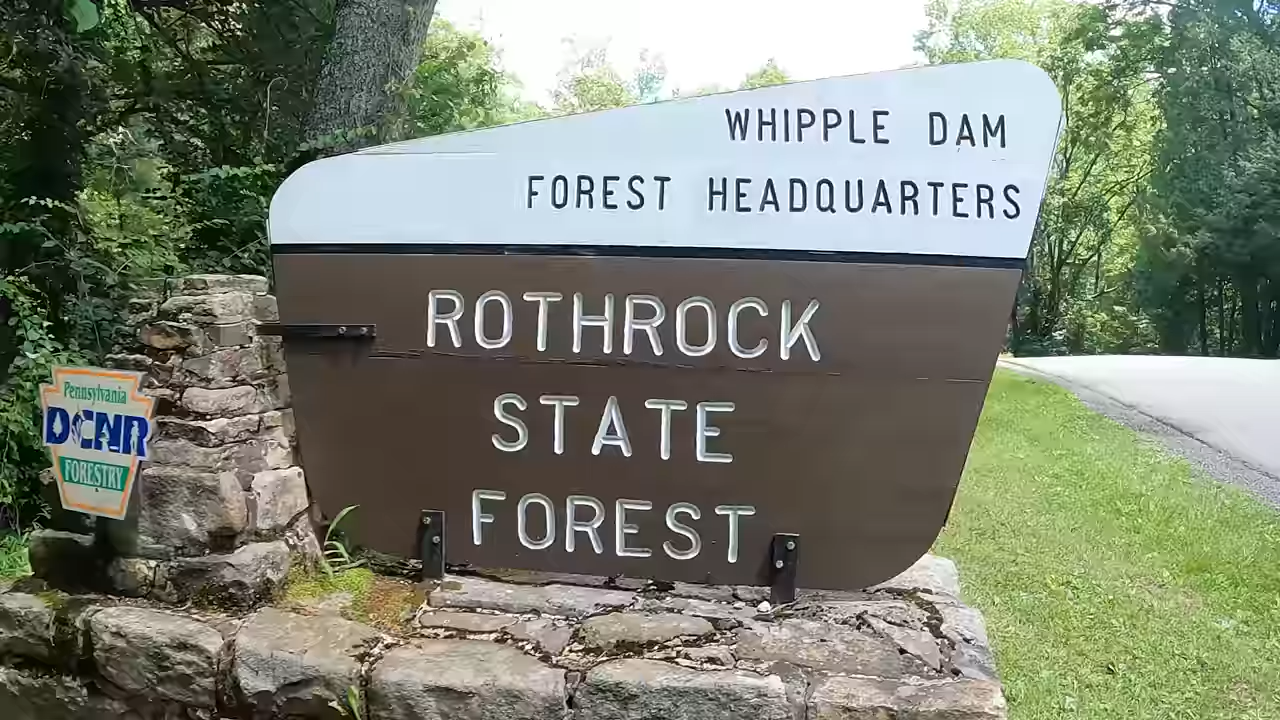 WHIPPLE DAM
FOREST HEADQUARTERS
ROTHROCK
STATE
FOREST
Pennsylvania
DCNR
FORESTRY